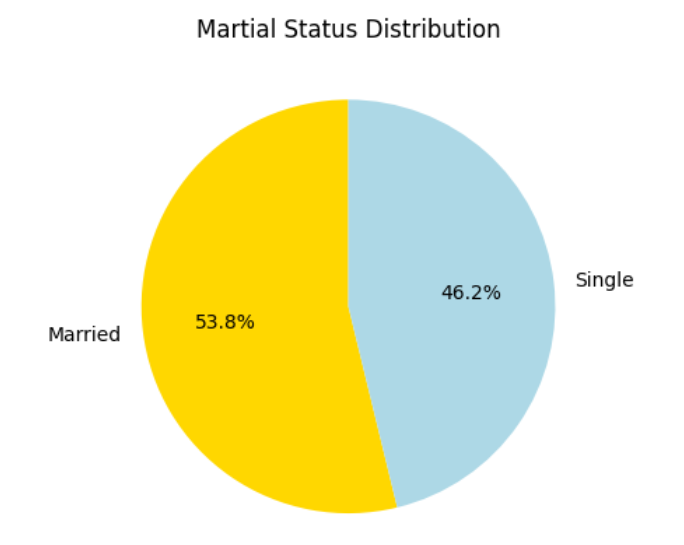 Martial Status Distribution
Single
46.2%
53.8%
Married